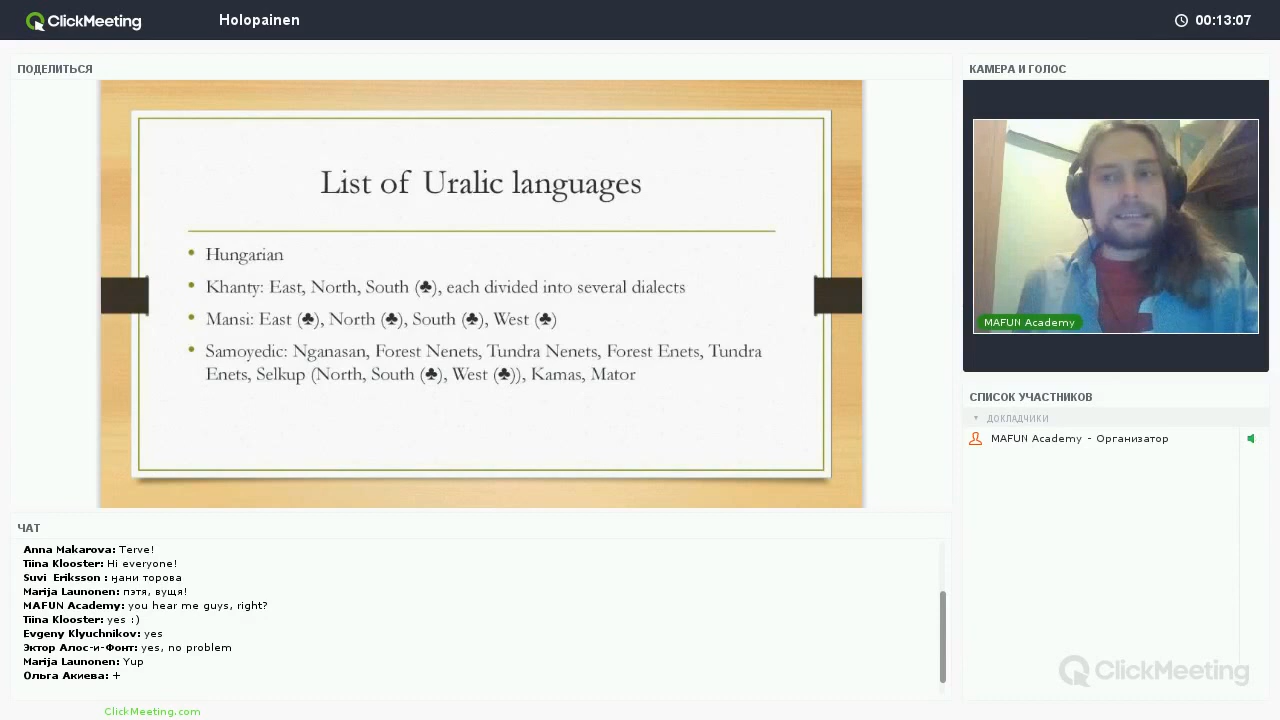 ClickMeeting
Holopainen
00:13:07
ПОДЕЛИТЬСЯ
List of Uralic languages
• Hungarian
• Khanty: East, North, South (♣), each divided into several dialects
• Mansi: East (♣), North (♣), South (♣), West (♣)
• Samoyedic: Nganasan, Forest Nenets, Tundra Nenets, Forest Enets, Tundra
Enets, Selkup (North, South (♣), West (♣)), Kamas, Mator
КАМЕРА И ГОЛОС
MAFUN Academy
СПИСОК УЧАСТНИКОВ
ДОКЛАДЧИКИ
MAFUN Academy - Организатор
ЧАТ
Anna Makarova: Terve!
Tiina Klooster: Hi everyone!
Suvi Eriksson : ӈани торова
Marija Launonen: пэтя, вущя!
MAFUN Academy: you hear me guys, right?
Tiina Klooster: yes :)
Evgeny Klyuchnikov: yes
Эктор Алос-и-Фонт: yes, no problem
Marija Launonen: Yup
Ольга Акиева: +
ClickMeeting
ClickMeeting.com